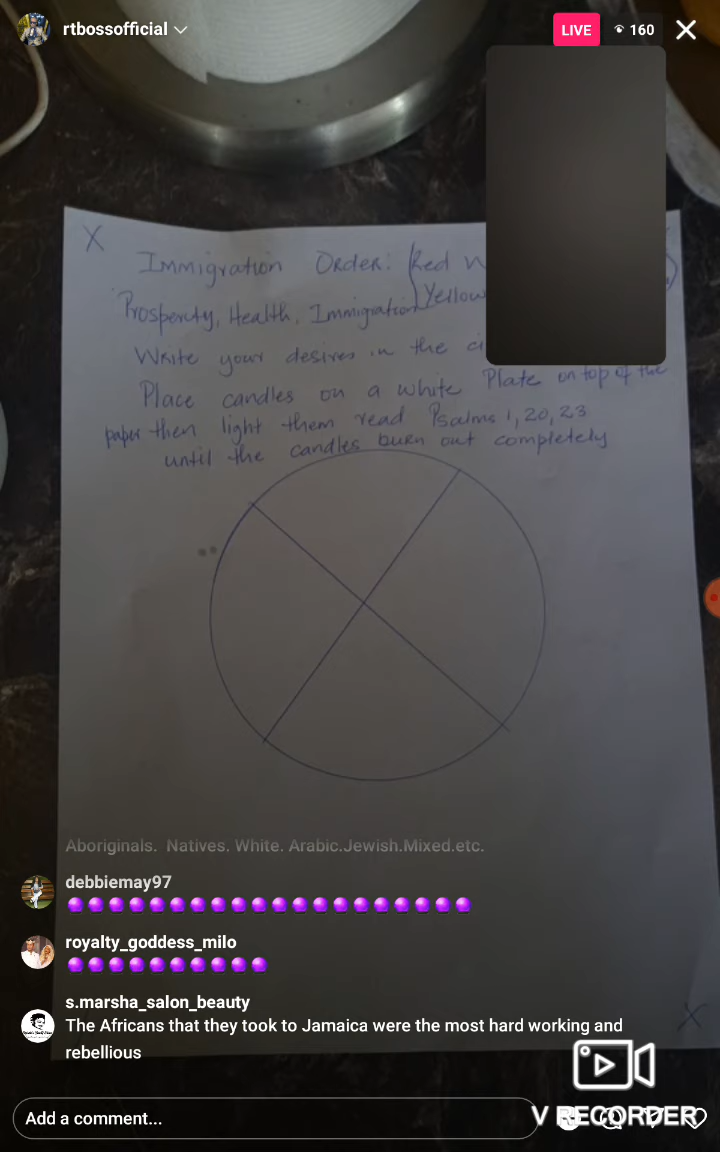 rtbossofficial
LIVE
160
X
Immigration Order: (Red
Yellow
Prosperity, Health, Immigration
Write your desires in the
Place candles on a white Plate on top of the
paper then light them read Psalms 1, 20, 23
until the candles burn out completely
Aboriginals. Natives. White. Arabic.Jewish.Mixed.etc.
debbiemay97
royalty_goddess_milo
s.marsha_salon_beauty
The Africans that they took to Jamaica were the most hard working and
rebellious
X
Add a comment...
V RECORDER